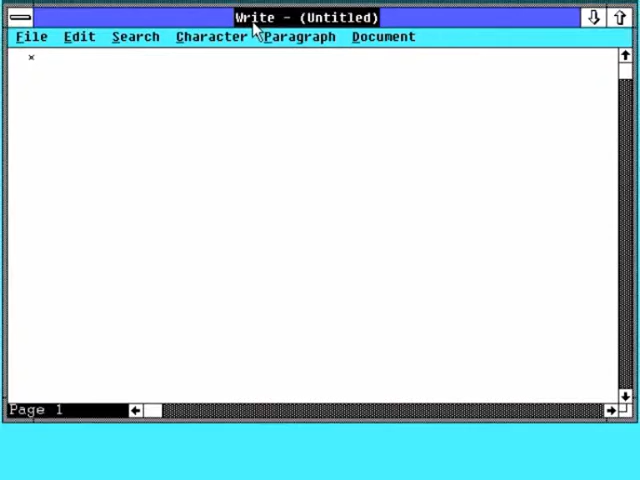 Write - (Untitled)
File Edit Search Character Paragraph Document
Page 1